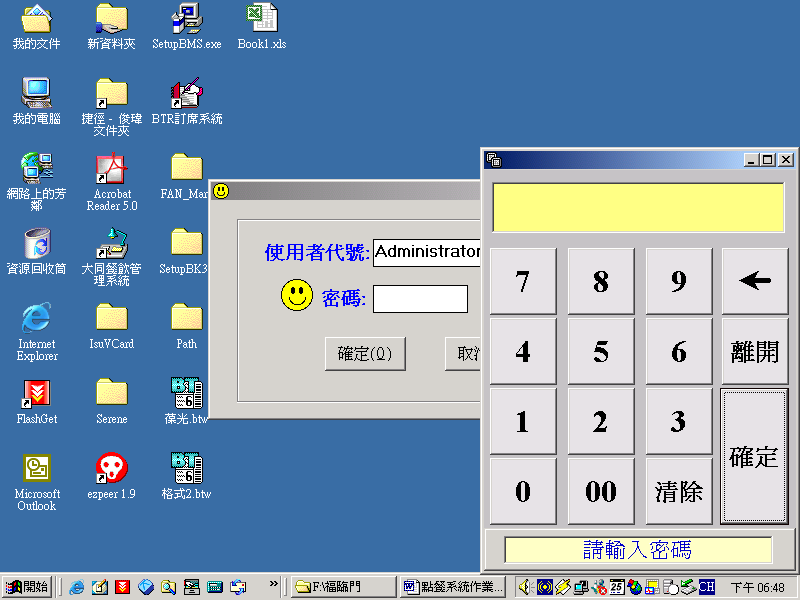 我的文件
新資料夾
SetupBMS.exe
Book1.xls
我的電腦
捷徑 - 俊瑋
文件夾
BTR訂席系統
網路上的芳
鄰
Acrobat
Reader 5.0
FAN_Mar
資源回收筒
大同餐飲管
理系統
SetupBK3
Internet
Explorer
IsuVCard
Path
FlashGet
Serene
葆光.btw
Microsoft
Outlook
ezpeer 1.9
格式2.btw
使用者代號:
Administrator
密碼:
確定(O)
取消
7
8
9
4
5
6
離開
1
2
3
確定
0
00
清除
請輸入密碼
開始
F:\福臨門
點餐系統作業...
25
CH
下午 06:48